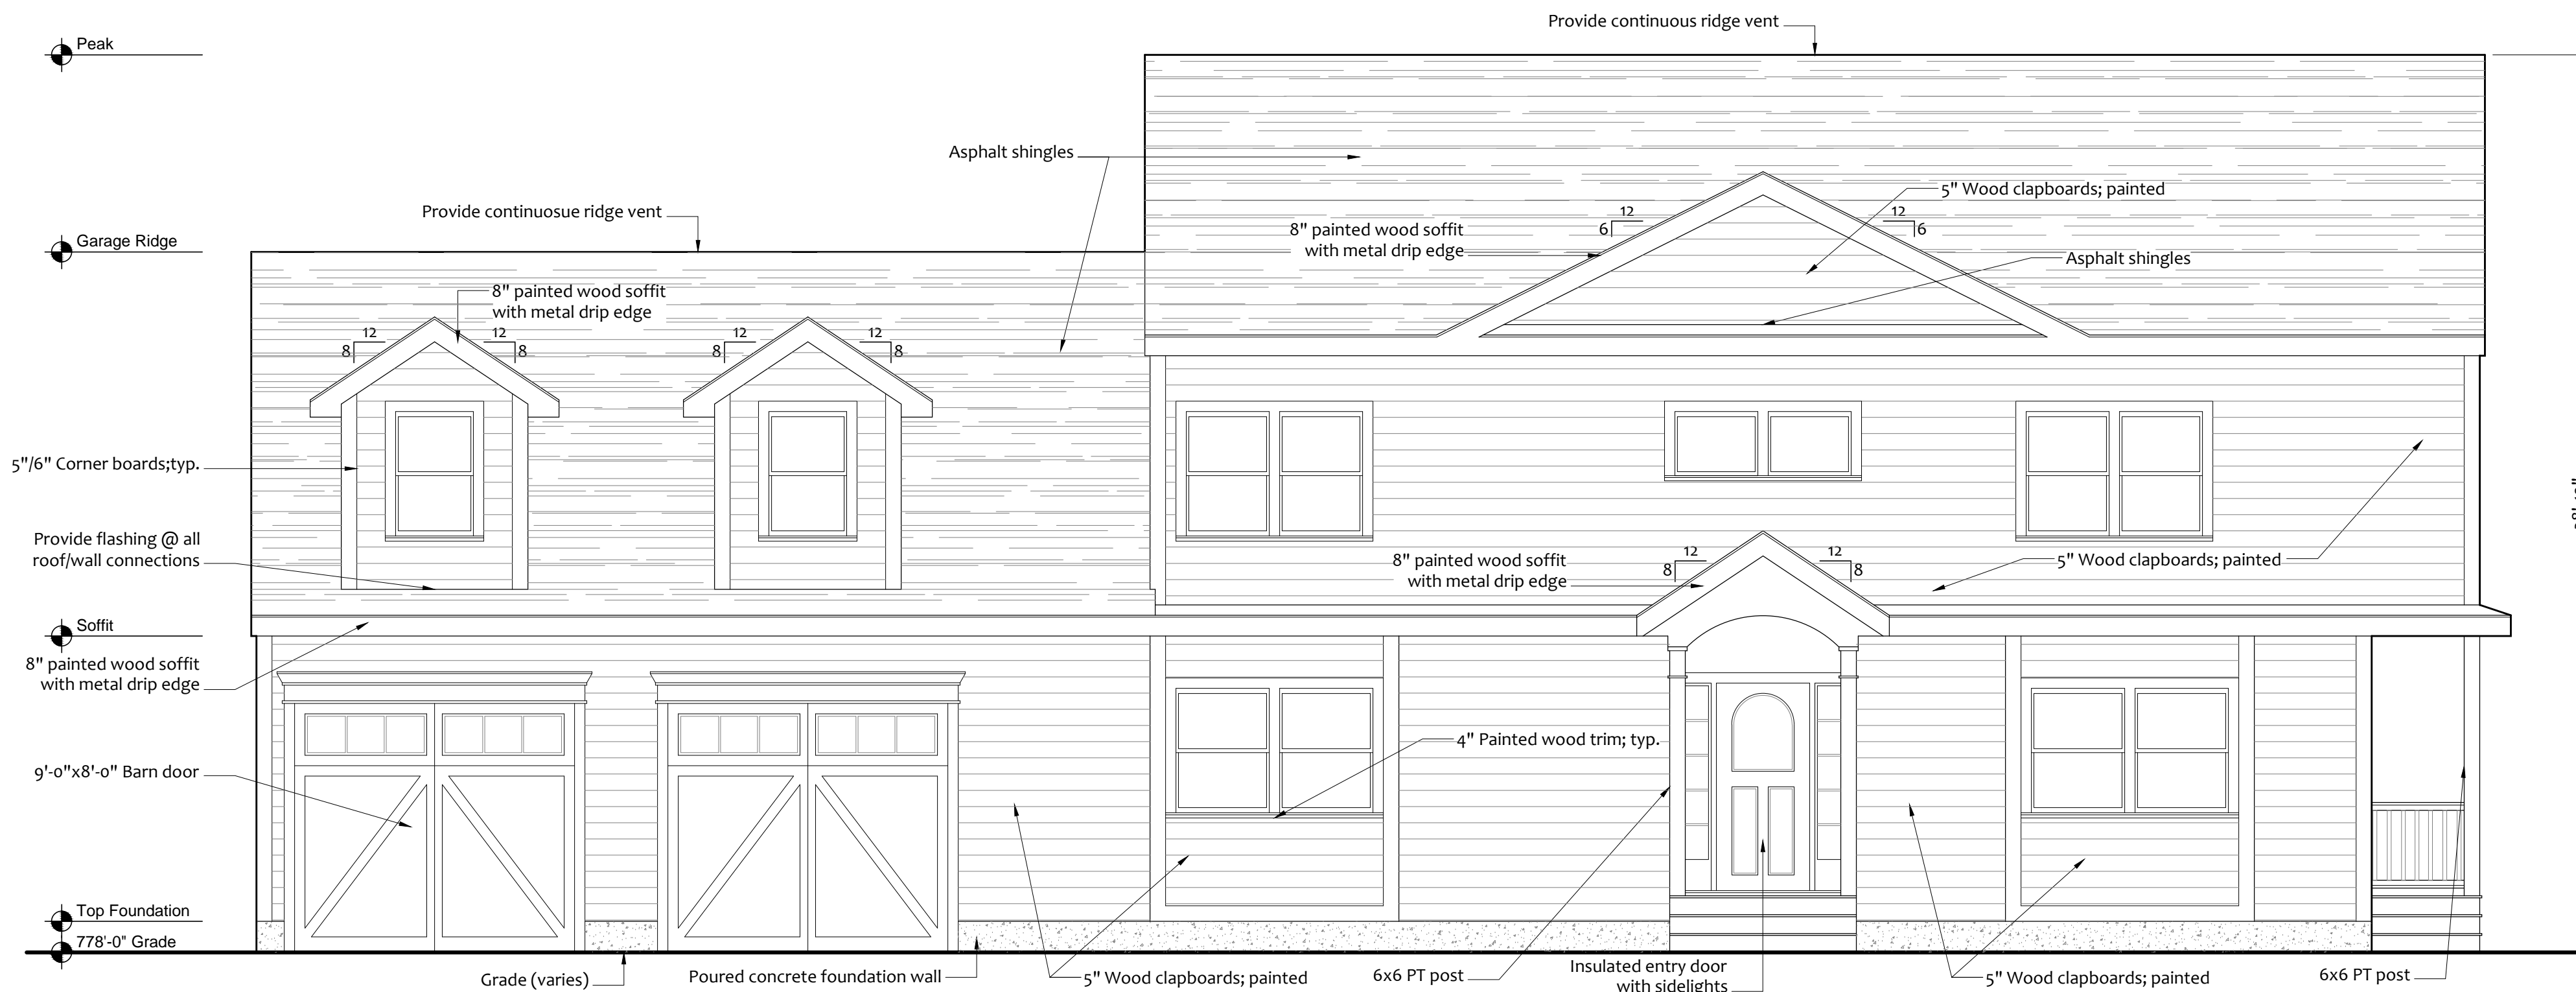 Provide continuous ridge vent
Peak
Asphalt shingles
5" Wood clapboards; painted
Provide continuosue ridge vent
12
6
12
6
8" painted wood soffit
with metal drip edge
Garage Ridge
Asphalt shingles
8" painted wood soffit
with metal drip edge
12
8
12
8
12
8
12
8
5"/6" Corner boards;typ.
Provide flashing @ all
roof/wall connections
8" painted wood soffit
with metal drip edge
12
8
12
8
5" Wood clapboards; painted
Soffit
8" painted wood soffit
with metal drip edge
4" Painted wood trim; typ.
9'-0"x8'-0" Barn door
Top Foundation
778'-0" Grade
Grade (varies)
Poured concrete foundation wall
5" Wood clapboards; painted
6x6 PT post
Insulated entry door
with sidelights
5" Wood clapboards; painted
6x6 PT post